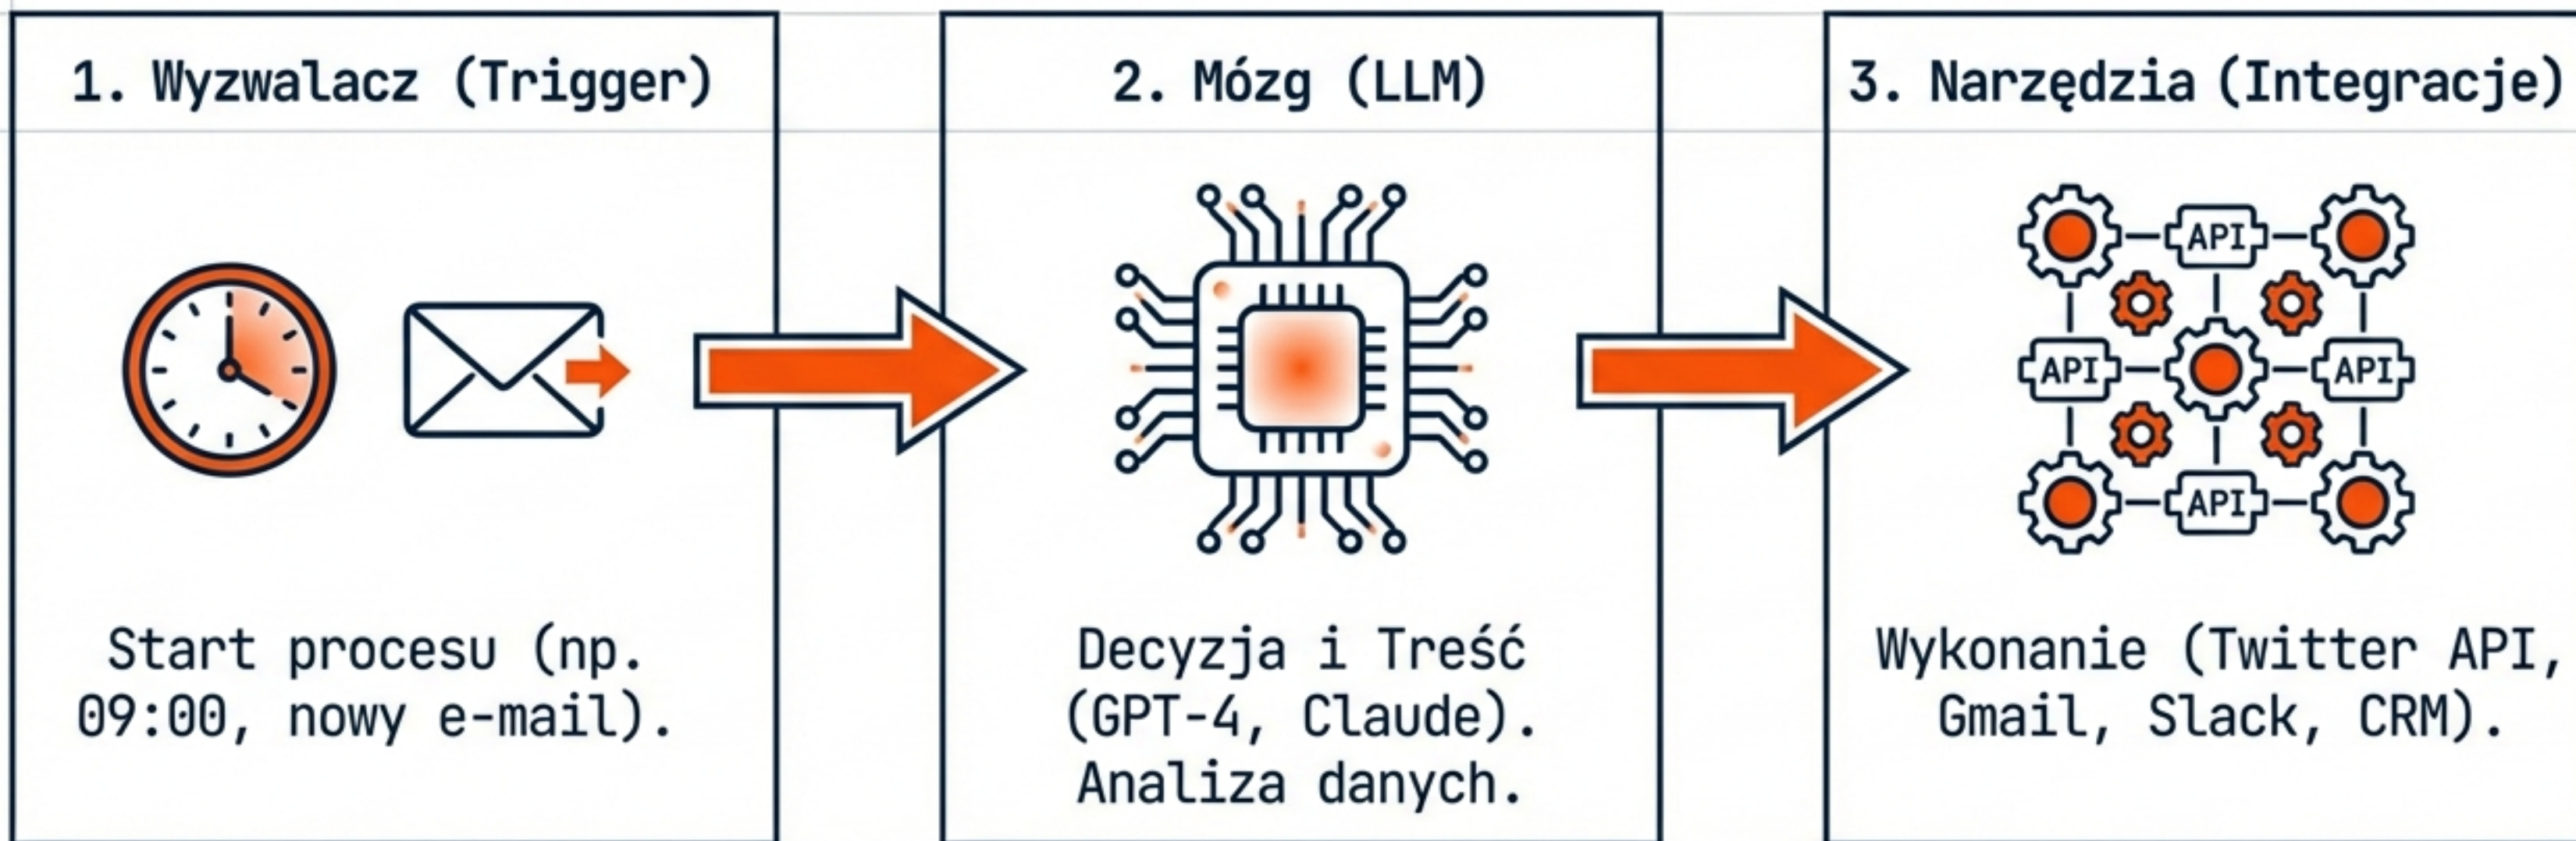 1. Wyzwalacz (Trigger)
Start procesu (np.
09:00, nowy e-mail).
2. Mózg (LLM)
Decyzja i Treść
(GPT-4, Claude).
Analiza danych.
3. Narzędzia (Integracje)
API
API
API
API
Wykonanie (Twitter API,
Gmail, Slack, CRM).